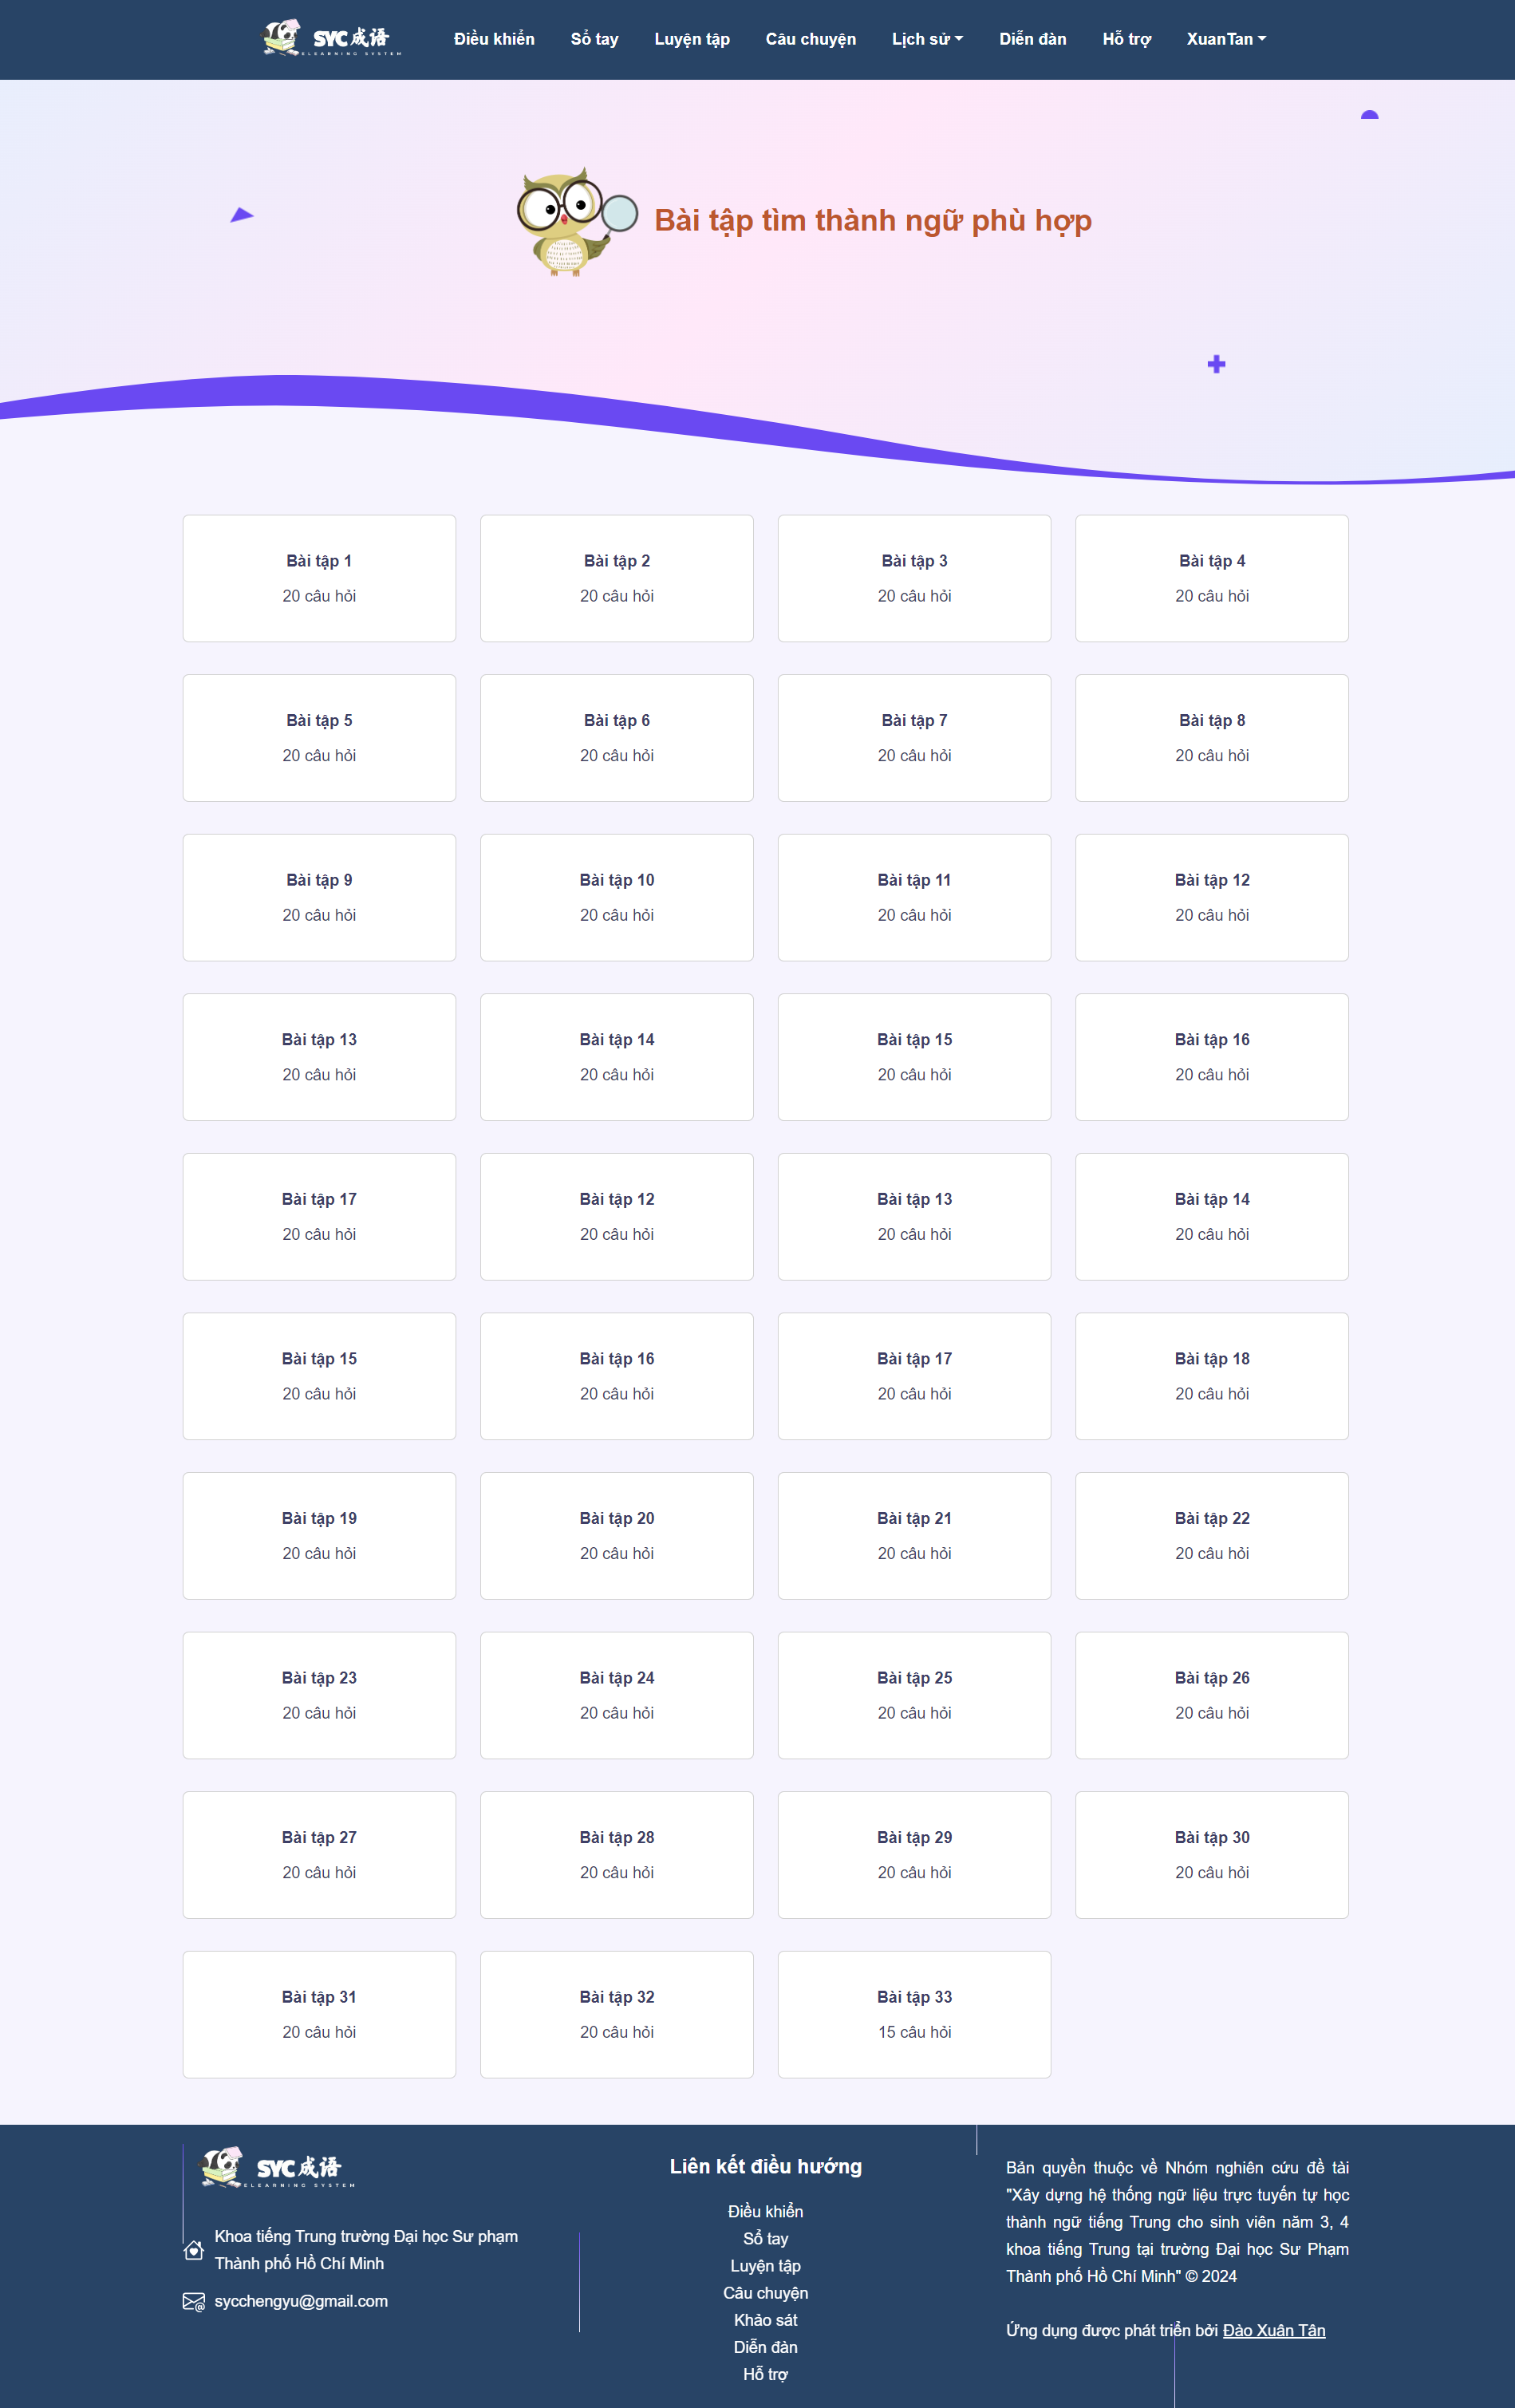 SYC成语
ELEARNING SYSTEM
Điều khiển
Sổ tay
Luyện tập
Câu chuyện
Lịch sử
Diễn đàn
Hỗ trợ
XuanTan
Bài tập tìm thành ngữ phù hợp
Bài tập 1
20 câu hỏi
Bài tập 2
20 câu hỏi
Bài tập 3
20 câu hỏi
Bài tập 4
20 câu hỏi
Bài tập 5
20 câu hỏi
Bài tập 6
20 câu hỏi
Bài tập 7
20 câu hỏi
Bài tập 8
20 câu hỏi
Bài tập 9
20 câu hỏi
Bài tập 10
20 câu hỏi
Bài tập 11
20 câu hỏi
Bài tập 12
20 câu hỏi
Bài tập 13
20 câu hỏi
Bài tập 14
20 câu hỏi
Bài tập 15
20 câu hỏi
Bài tập 16
20 câu hỏi
Bài tập 17
20 câu hỏi
Bài tập 12
20 câu hỏi
Bài tập 13
20 câu hỏi
Bài tập 14
20 câu hỏi
Bài tập 15
20 câu hỏi
Bài tập 16
20 câu hỏi
Bài tập 17
20 câu hỏi
Bài tập 18
20 câu hỏi
Bài tập 19
20 câu hỏi
Bài tập 20
20 câu hỏi
Bài tập 21
20 câu hỏi
Bài tập 22
20 câu hỏi
Bài tập 23
20 câu hỏi
Bài tập 24
20 câu hỏi
Bài tập 25
20 câu hỏi
Bài tập 26
20 câu hỏi
Bài tập 27
20 câu hỏi
Bài tập 28
20 câu hỏi
Bài tập 29
20 câu hỏi
Bài tập 30
20 câu hỏi
Bài tập 31
20 câu hỏi
Bài tập 32
20 câu hỏi
Bài tập 33
15 câu hỏi
SYC成语
ELEARNING SYSTEM
Khoa tiếng Trung trường Đại học Sư phạm
Thành phố Hồ Chí Minh
sycchengyu@gmail.com
Liên kết điều hướng
Điều khiển
Sổ tay
Luyện tập
Câu chuyện
Khảo sát
Diễn đàn
Hỗ trợ
Bản quyền thuộc về Nhóm nghiên cứu đề tài
"Xây dựng hệ thống ngữ liệu trực tuyến tự học
thành ngữ tiếng Trung cho sinh viên năm 3, 4
khoa tiếng Trung tại trường Đại học Sư Phạm
Thành phố Hồ Chí Minh" © 2024
Ứng dụng được phát triển bởi Đào Xuân Tân